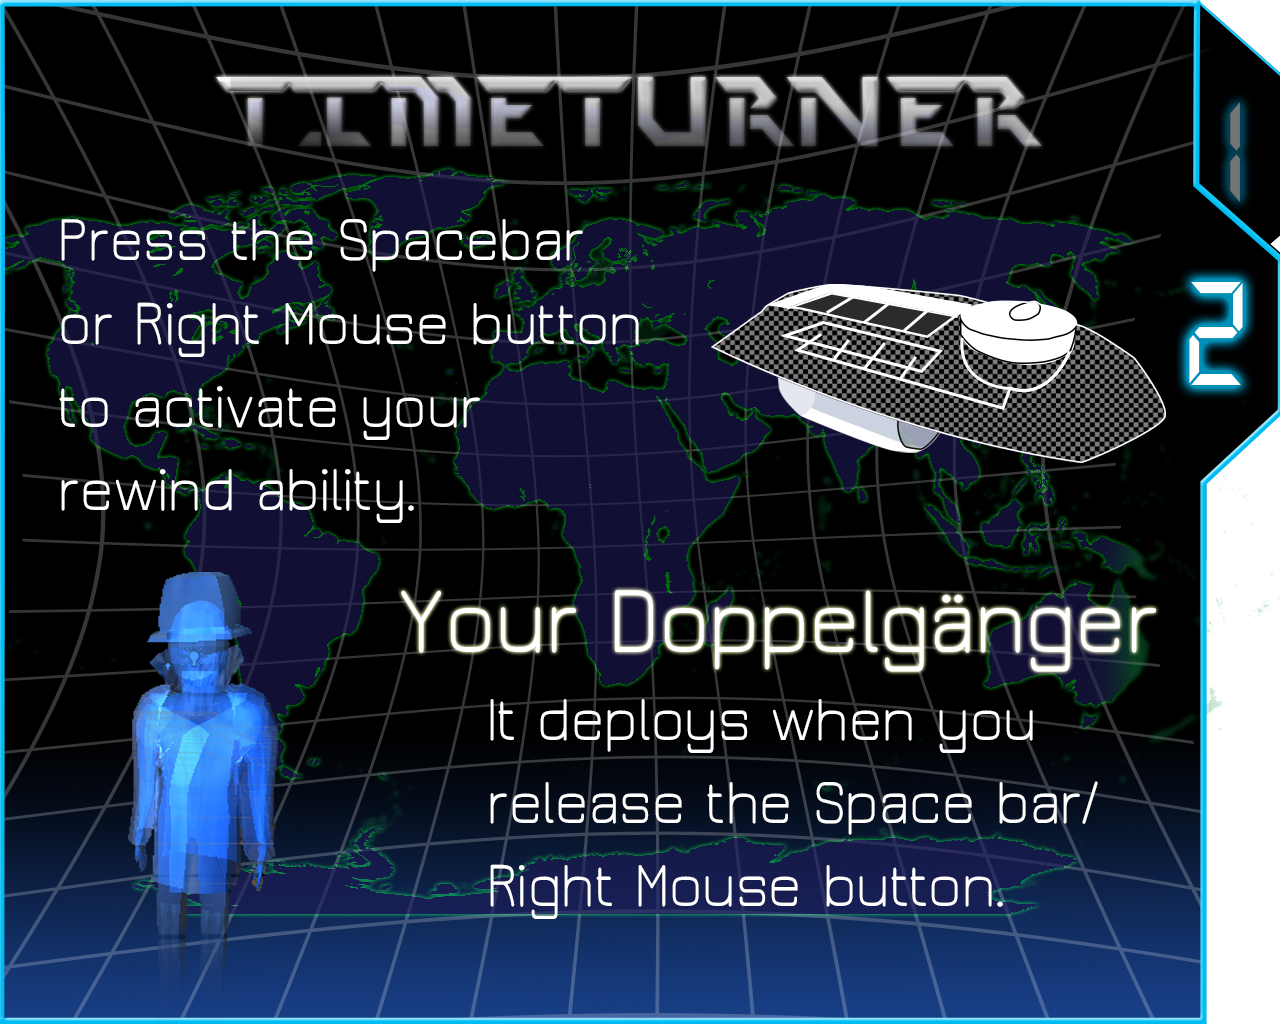 TIMETURNER
1
2
Press the Spacebar
or Right Mouse button
to activate your
rewind ability.
Your Doppelgänger
It deploys when you
release the Space bar/
Right Mouse button.